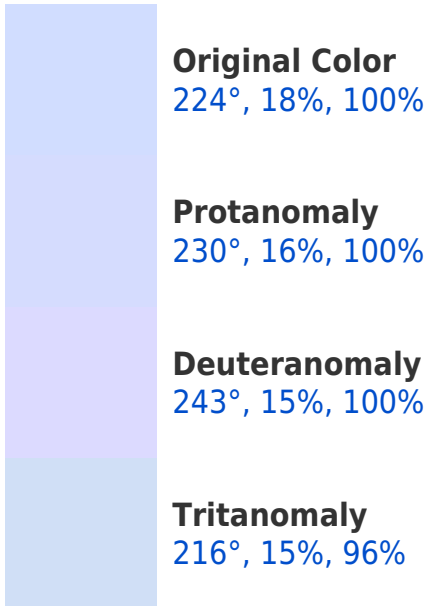 Original Color
224°, 18%, 100%
Protanomaly
230°, 16%, 100%
Deuteranomaly
243°, 15%, 100%
Tritanomaly
216°, 15%, 96%